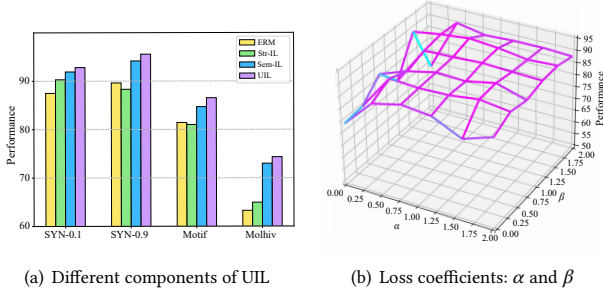 ERM
Str-IL
Sem-IL
UIL
90
80
70
60
Performance
SYN-0.1 SYN-0.9 Motif Molhiv
(a) Different components of UIL
95
90
85
80
75
70
65
60
55
50
Performance
0.00 0.25 0.50 0.75 1.00 1.25 1.50 1.75 2.00
α
0.00 0.25 0.50 0.75 1.00 1.25 1.50 1.75 2.00
β
(b) Loss coefficients: α and β